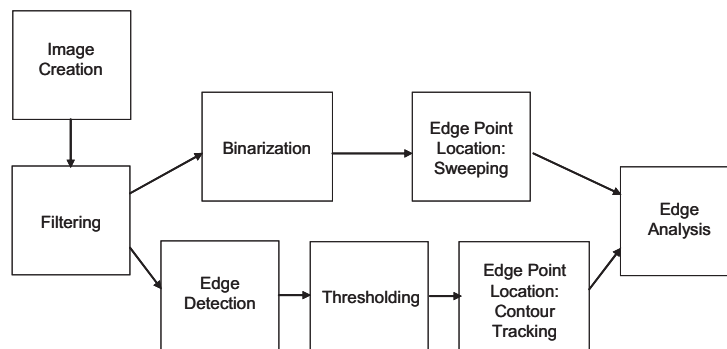 Image
Creation
Filtering
Binarization
Edge Point
Location:
Sweeping
Edge
Detection
Thresholding
Edge Point
Location:
Contour
Tracking
Edge
Analysis